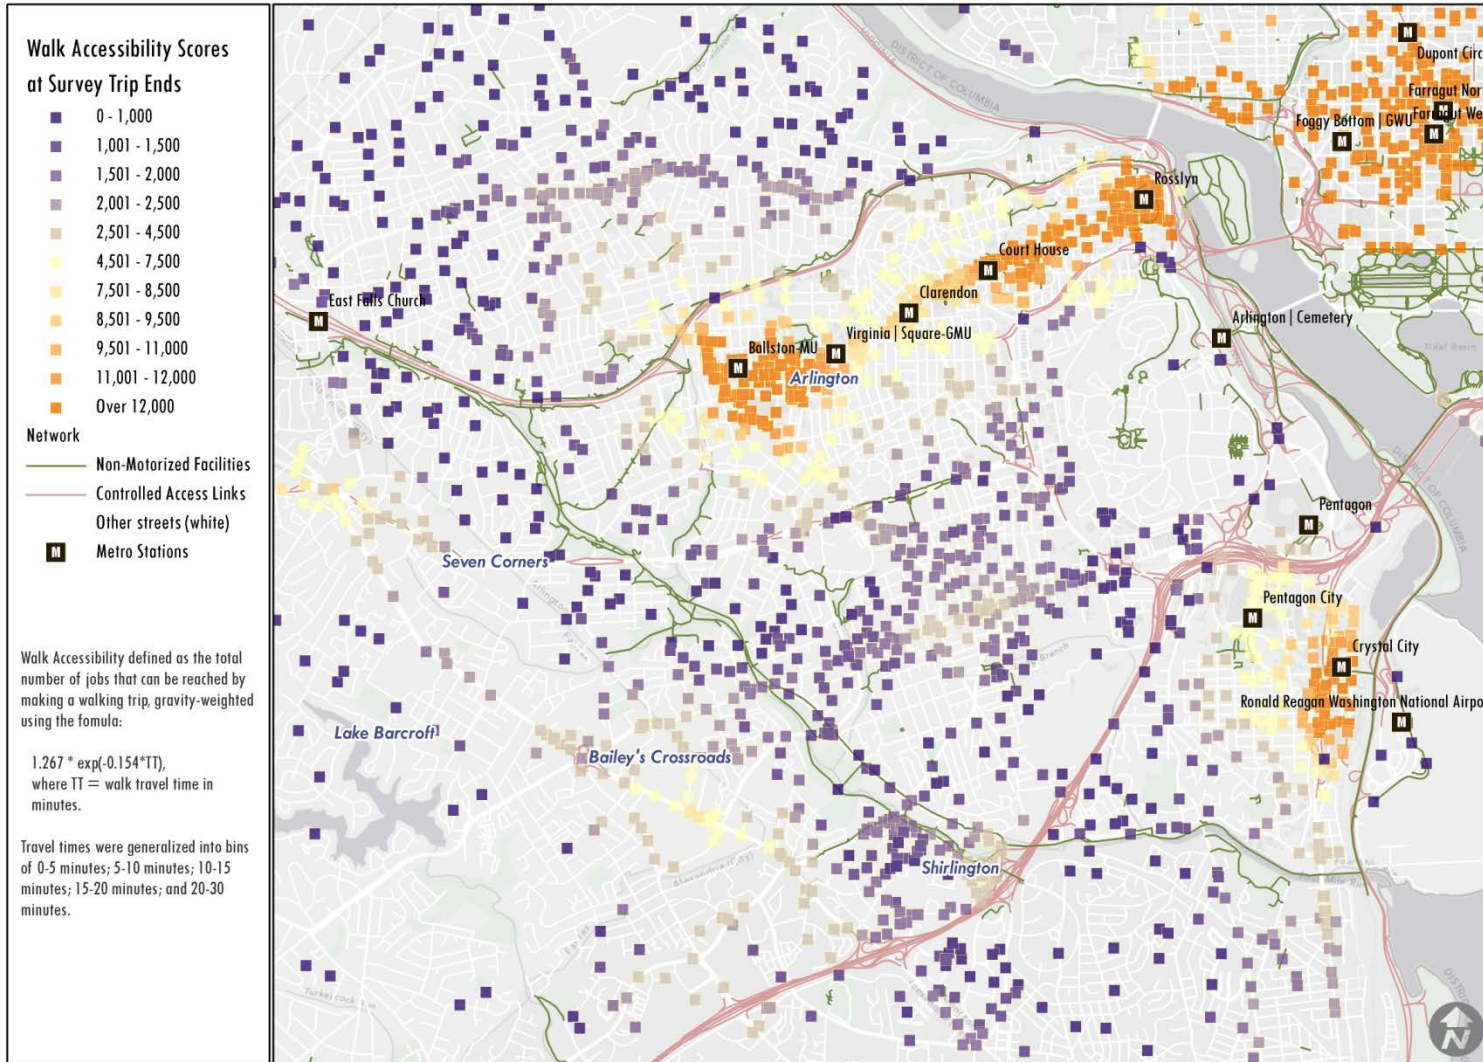 Walk Accessibility Scores
at Survey Trip Ends
0 - 1,000
1,001 - 1,500
1,501 - 2,000
2,001 - 2,500
2,501 - 4,500
4,501 - 7,500
7,501 - 8,500
8,501 - 9,500
9,501 - 11,000
11,001 - 12,000
Over 12,000
Network
Non-Motorized Facilities
Controlled Access Links
Other streets (white)
M Metro Stations
Walk Accessibility defined as the total
number of jobs that can be reached by
making a walking trip, gravity-weighted
using the fomula:
1.267 * exp(-0.154*TT),
where TT = walk travel time in
minutes.
Travel times were generalized into bins
of 0-5 minutes; 5-10 minutes; 10-15
minutes; 15-20 minutes; and 20-30
minutes.
VIRGINIA
DISTRICT OF COLUMBIA
Dupont Circ
Farragut Nor
Foggy Bottom | GWU
Farragut We
Rosslyn
Court House
Clarendon
East Falls Church
Virginia | Square-GMU
Ballston-MU
Arlington
Arlington | Cemetery
Tidal Basin
DISTRICT OF COLUMBIA
Pentagon
Seven Corners
Pentagon City
Crystal City
Ronald Reagan Washington National Airpo
Lake Barcroft
Bailey's Crossroads
Shirlington
N